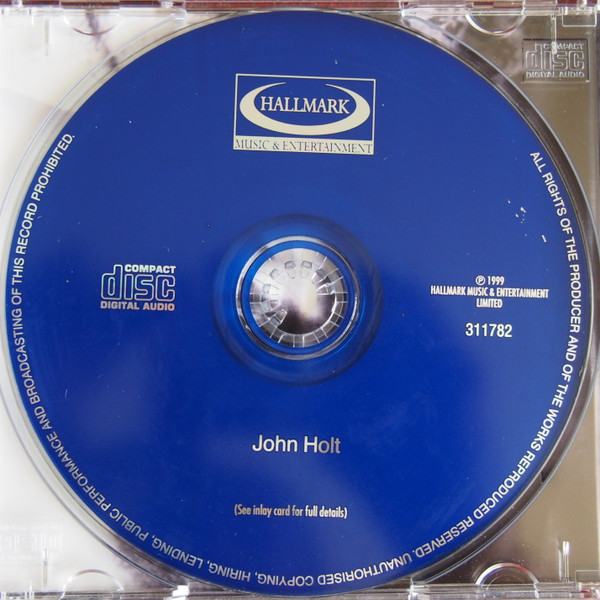 HALLMARK
MUSIC & ENTERTAINMENT
COMPACT
disc
DIGITAL AUDIO
COMPACT
disc
DIGITAL AUDIO
℗ 1999
HALLMARK MUSIC & ENTERTAINMENT
LIMITED
311782
John Holt
(See inlay card for full details)
ALL RIGHTS OF THE PRODUCER AND OF THE WORKS REPRODUCED RESERVED. UNAUTHORISED COPYING, HIRING, LENDING, PUBLIC PERFORMANCE AND BROADCASTING OF THIS RECORD PROHIBITED.